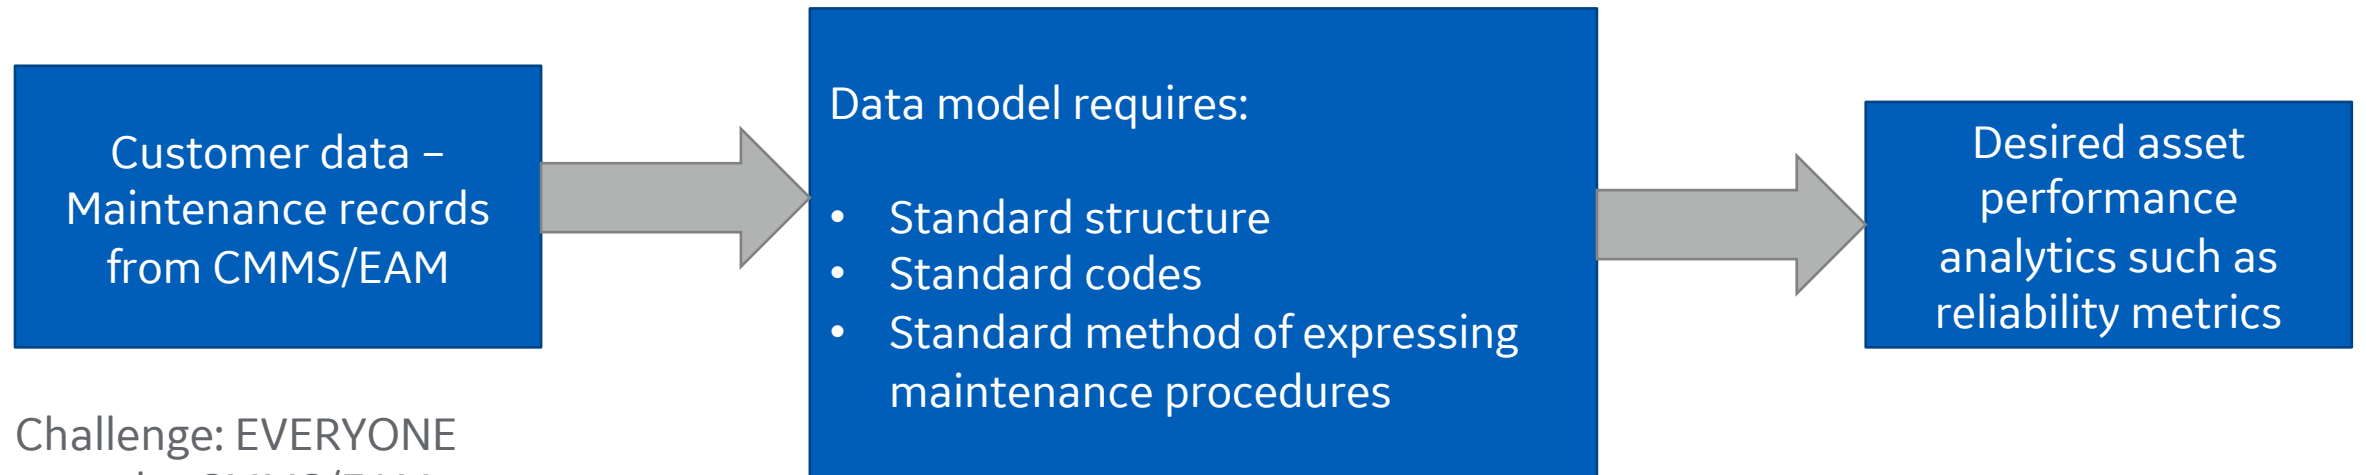 Customer data –
Maintenance records
from CMMS/EAM
Challenge: EVERYONE
Data model requires:
• Standard structure
• Standard codes
• Standard method of expressing
maintenance procedures
Desired asset
performance
analytics such as
reliability metrics